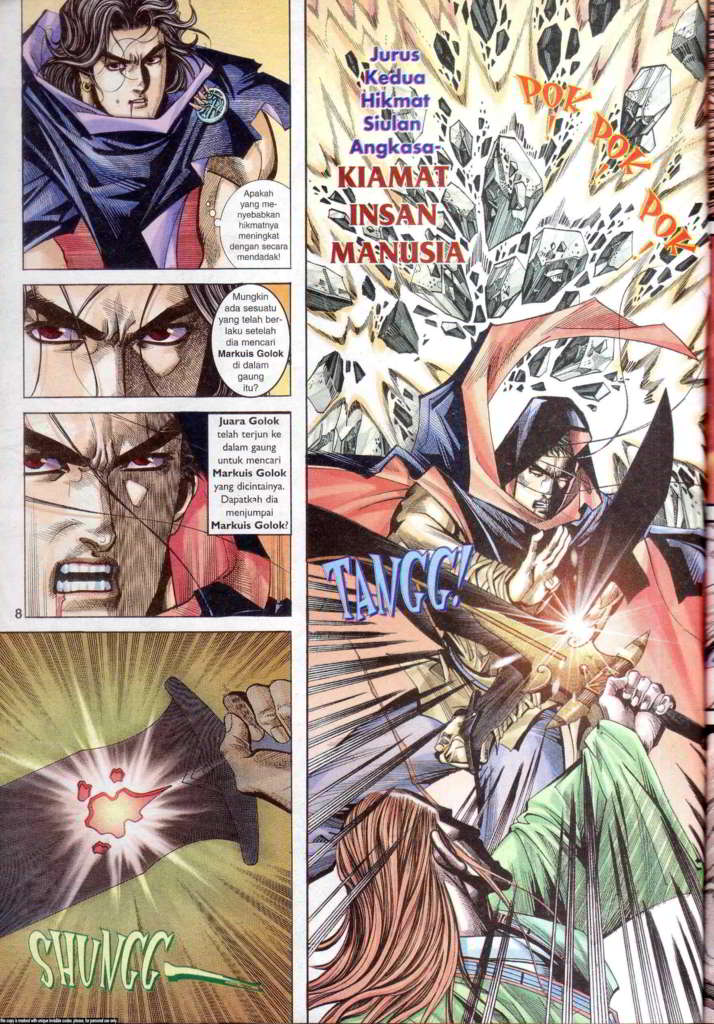 Apakah
yang me-
nyebabkan
hikmatnya
meningkat
dengan secara
mendadak!
Mungkin
ada sesuatu
yang telah ber-
laku setelah
dia mencari
Markuis Golok
di dalam
gaung
itu?
Juara Golok
telah terjun ke
dalam gaung
untuk mencari
Markuis Golok
yang dicintainya.
Dapatkah dia
menjumpai
Markuis Golok?
8
SHUNGG
Jurus
Kedua
Hikmat
Siulan
Angkasa-
KIAMAT
INSAN
MANUSIA
POK
!
POK
!
POK
!
TANGG!